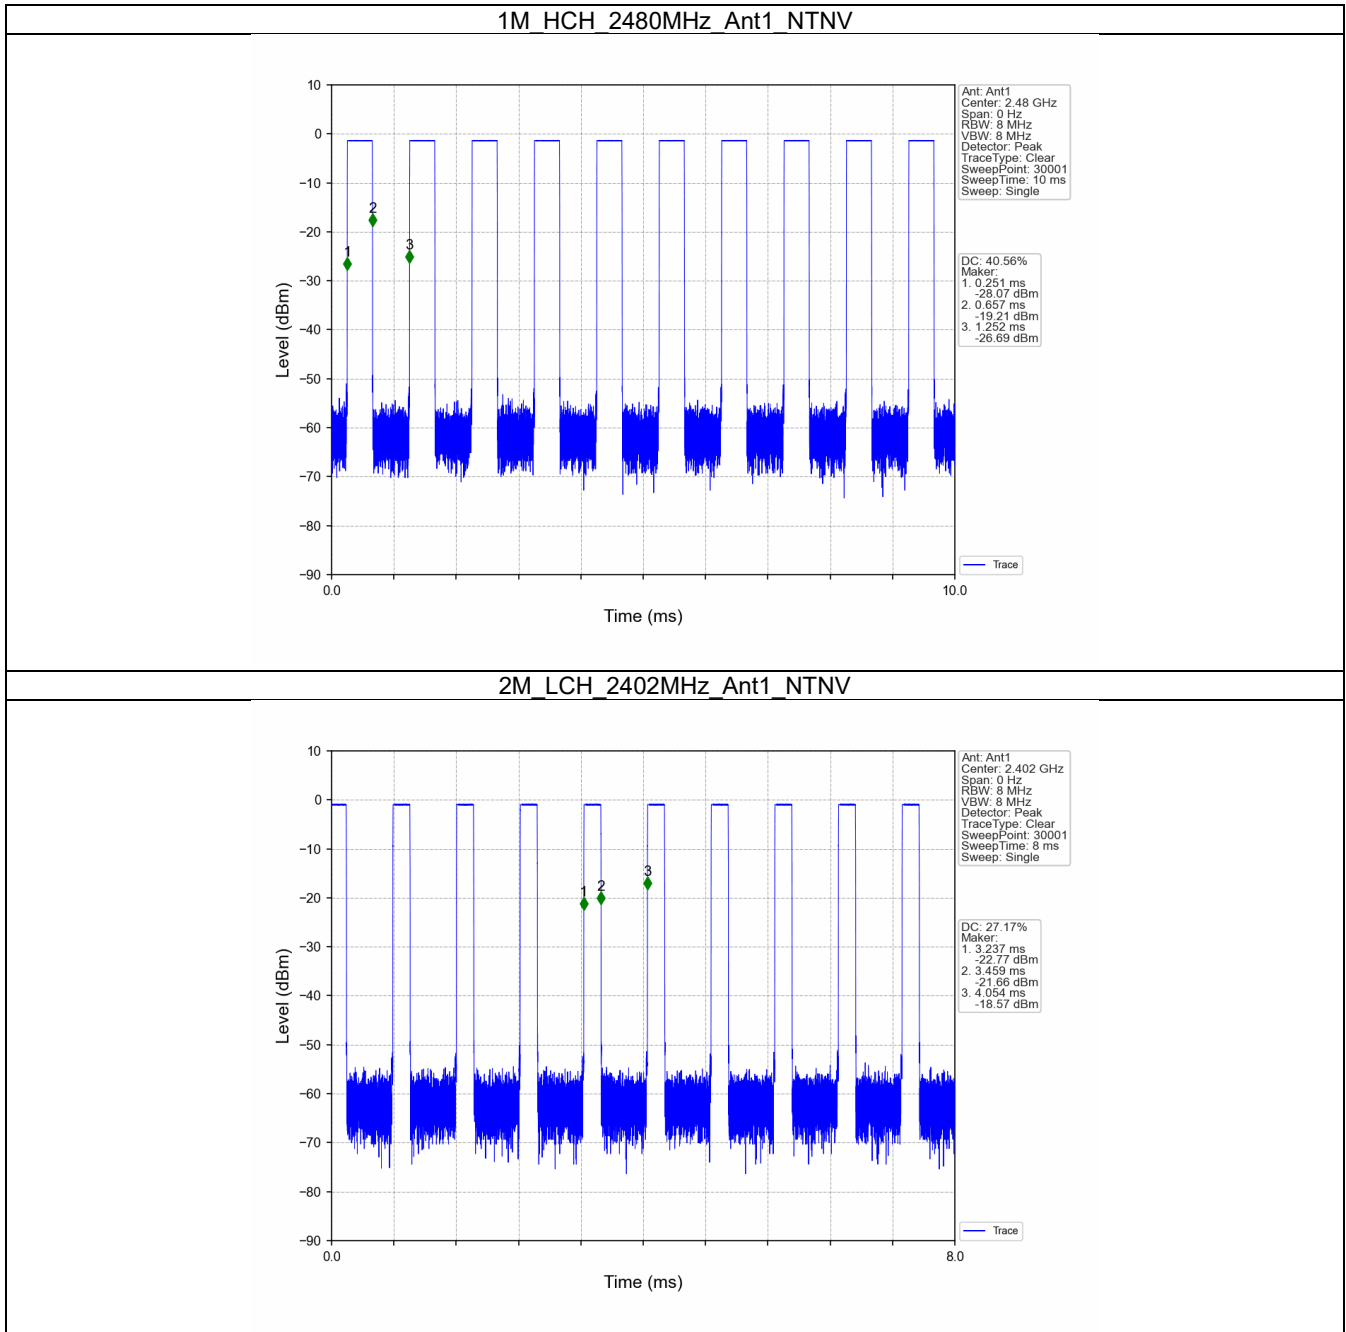 1M_HCH_2480MHz_Ant1_NTNV
10
0
−10
−20
−30
−40
−50
−60
−70
−80
−90
Level (dBm)
1
2
3
0.0
10.0
Time (ms)
Ant: Ant1
Center: 2.48 GHz
Span: 0 Hz
RBW: 8 MHz
VBW: 8 MHz
Detector: Peak
TraceType: Clear
SweepPoint: 30001
SweepTime: 10 ms
Sweep: Single
DC: 40.56%
Maker:
1. 0.251 ms
-28.07 dBm
2. 0.657 ms
-19.21 dBm
3. 1.252 ms
-26.69 dBm
Trace
2M_LCH_2402MHz_Ant1_NTNV
10
0
−10
−20
−30
−40
−50
−60
−70
−80
−90
Level (dBm)
1
2
3
0.0
8.0
Time (ms)
Ant: Ant1
Center: 2.402 GHz
Span: 0 Hz
RBW: 8 MHz
VBW: 8 MHz
Detector: Peak
TraceType: Clear
SweepPoint: 30001
SweepTime: 8 ms
Sweep: Single
DC: 27.17%
Maker:
1. 3.237 ms
-22.77 dBm
2. 3.459 ms
-21.66 dBm
3. 4.054 ms
-18.57 dBm
Trace